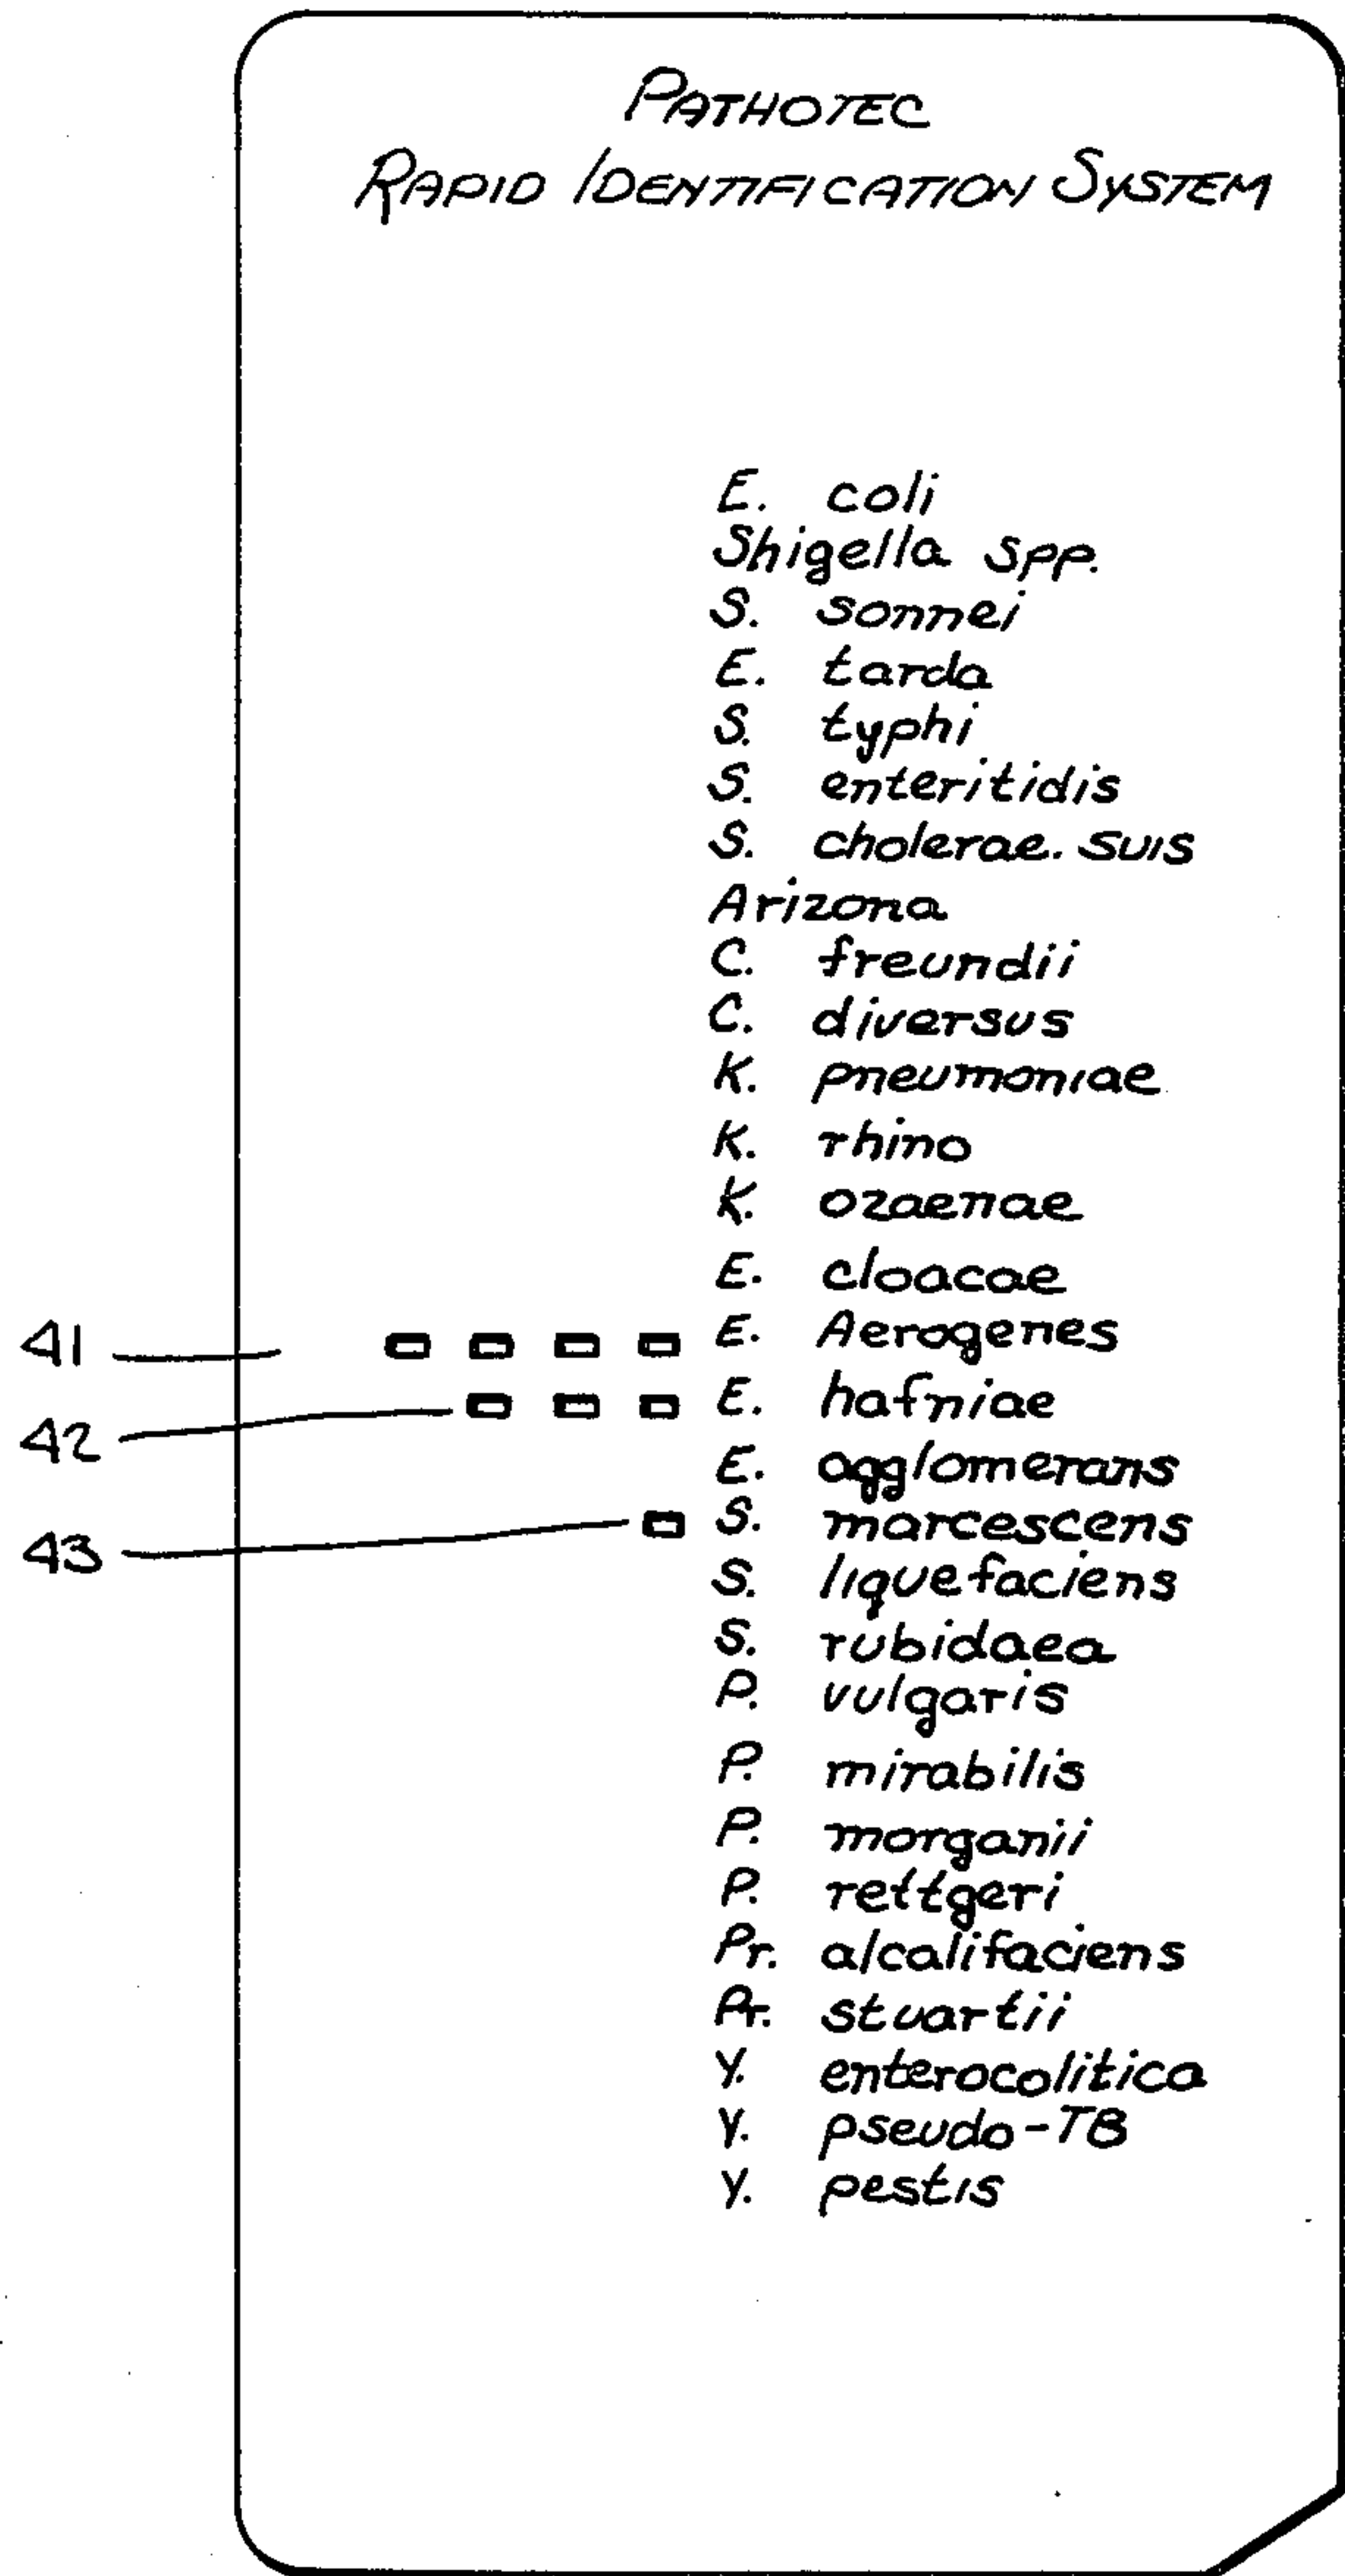 PATHOTEC
RAPID IDENTIFICATION SYSTEM
E. coli
Shigella spp.
S. sonnei
E. tarda
S. typhi
S. enteritidis
S. cholerae. suis
Arizona
C. freundii
C. diversus
K. pneumoniae
K. rhino
K. ozaenae
E. cloacae
41 E. Aerogenes
42 E. hafniae
E. agglomerans
43 S. marcescens
S. liquefaciens
S. rubidaea
P. vulgaris
P. mirabilis
P. morganii
P. rettgeri
Pr. alcalifaciens
Pr. stuartii
Y. enterocolitica
Y. pseudo-TB
Y. pestis